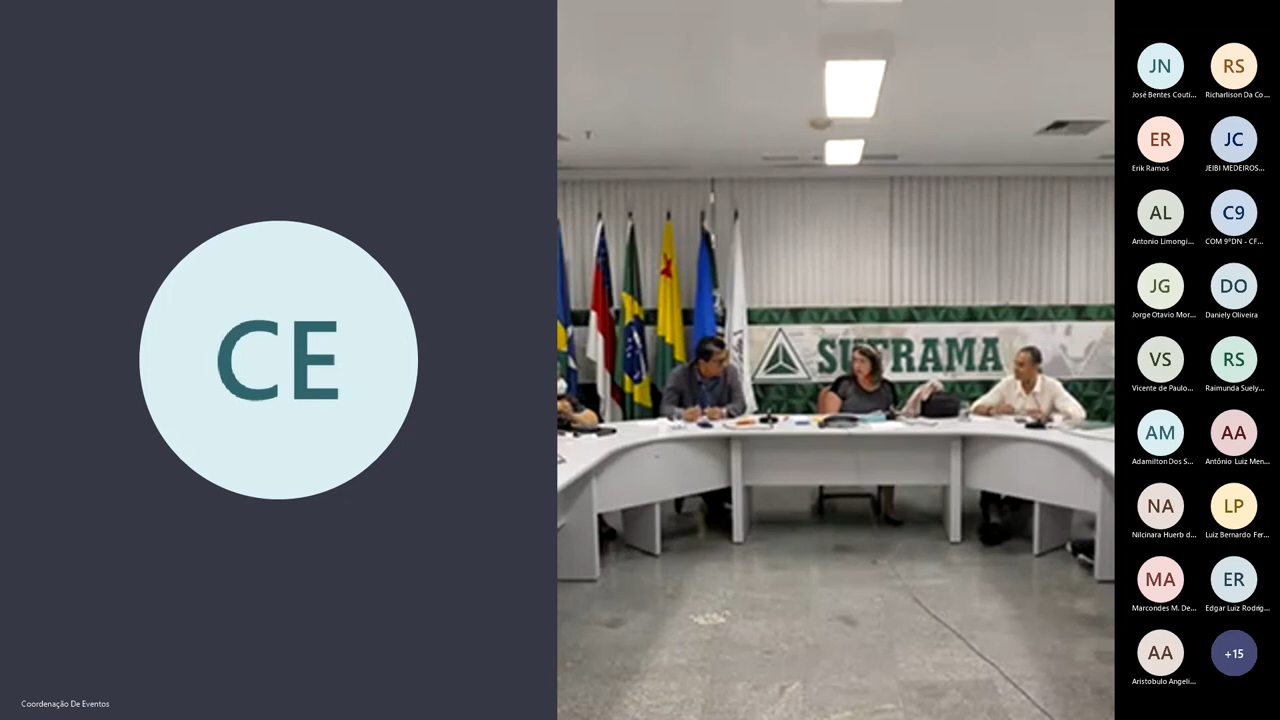 CE
Coordenação De Eventos
SUFRAMA
JN
RS
José Bentes Couti...
Richarlison Da Co...
ER
JC
Erik Ramos
JEIBI MEDEIROS...
AL
C9
Antonio Limongi...
COM 9ºDN - CF...
JG
DO
Jorge Otavio Mor...
Daniely Oliveira
VS
RS
Vicente de Paulo...
Raimunda Suely...
AM
AA
Adamilton Dos S...
Antônio Luiz Men...
NA
LP
Nilcinara Huerb d...
Luiz Bernardo Fer...
MA
ER
Marcondes M. De...
Edgar Luiz Rodrig...
AA
+15
Aristobulo Angeli...